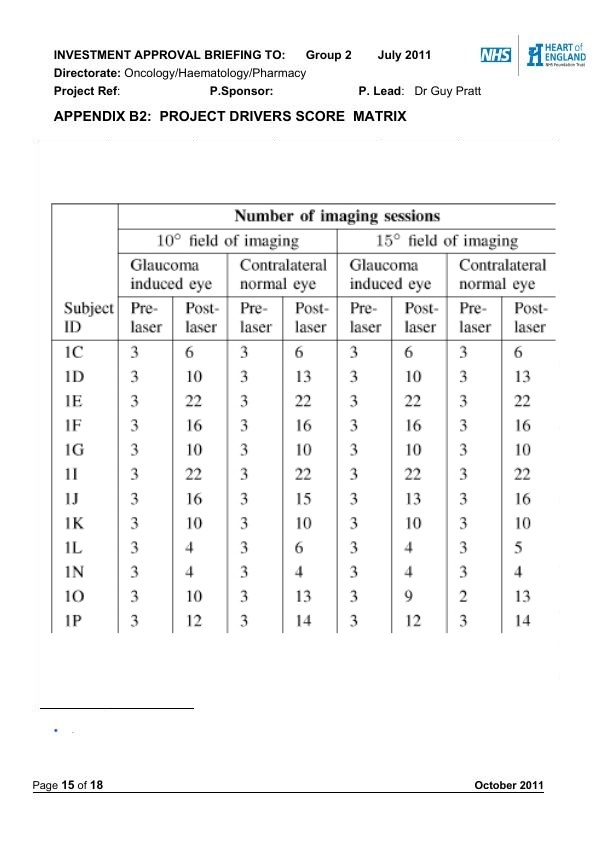 INVESTMENT APPROVAL BRIEFING TO: Group 2 July 2011
NHS
HEART of
ENGLAND
NHS Foundation Trust
Directorate: Oncology/Haematology/Pharmacy
Project Ref: P.Sponsor: P. Lead: Dr Guy Pratt
APPENDIX B2: PROJECT DRIVERS SCORE MATRIX
Number of imaging sessions
10° field of imaging 15° field of imaging
Glaucoma Contralateral Glaucoma Contralateral
induced eye normal eye induced eye normal eye
Subject Pre- Post- Pre- Post- Pre- Post- Pre- Post-
ID laser laser laser laser laser laser laser laser
1C 3 6 3 6 3 6 3 6
1D 3 10 3 13 3 10 3 13
1E 3 22 3 22 3 22 3 22
1F 3 16 3 16 3 16 3 16
1G 3 10 3 10 3 10 3 10
1I 3 22 3 22 3 22 3 22
1J 3 16 3 15 3 13 3 16
1K 3 10 3 10 3 10 3 10
1L 3 4 3 6 3 4 3 5
1N 3 4 3 4 3 4 3 4
1O 3 10 3 13 3 9 2 13
1P 3 12 3 14 3 12 3 14
Page 15 of 18 October 2011